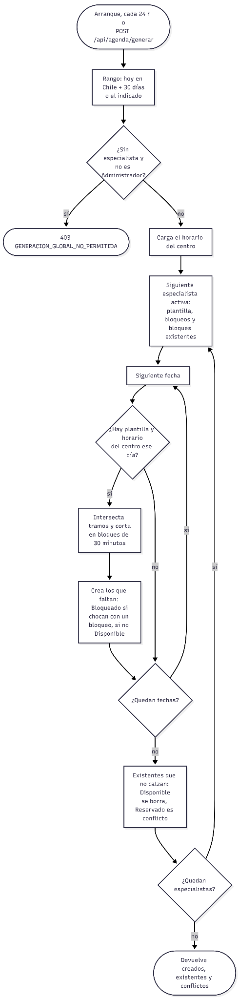 Arranque, cada 24 h
o
POST
/api/agenda/generar
Rango: hoy en
Chile + 30 días
o el indicado
¿Sin
especialista y
no es
Administrador?
sí
no
403
GENERACION_GLOBAL_NO_PERMITIDA
Carga el horario
del centro
Siguiente
especialista
activa:
plantilla,
bloqueos y
bloques
existentes
Siguiente fecha
¿Hay plantilla y
horario
del centro ese
día?
sí
Intersecta
tramos y corta
en bloques de
30 minutos
sí
no
sí
Crea los que
faltan:
Bloqueado si
chocan con un
bloqueo, si no
Disponible
¿Quedan fechas?
no
Existentes que
no calzan:
Disponible
se borra,
Reservado es
conflicto
¿Quedan
especialistas?
no
Devuelve
creados,
existentes y
conflictos